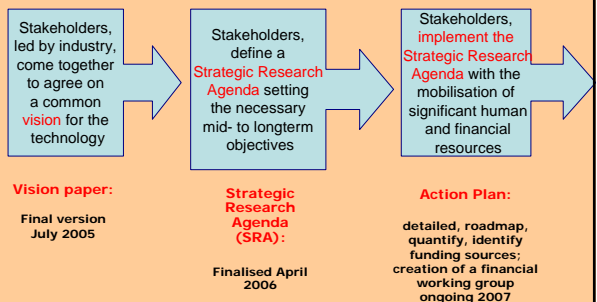 Stakeholders,
led by industry,
come together
to agree on
a common
vision for the
technology
Stakeholders,
define a
Strategic Research
Agenda setting
the necessary
mid- to longterm
objectives
Stakeholders,
implement the
Strategic Research
Agenda with the
mobilisation of
significant human
and financial
resources
Vision paper:
Final version
July 2005
Strategic
Research
Agenda
(SRA):
Finalised April
2006
Action Plan:
detailed, roadmap,
quantify, identify
funding sources;
creation of a financial
working group
ongoing 2007